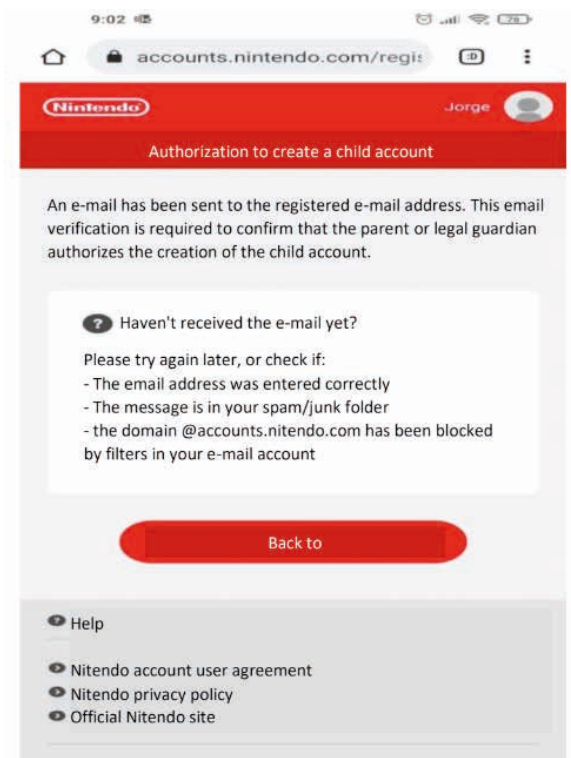 9:02
76
accounts.nintendo.com/regis
:D
Nintendo
Jorge
Authorization to create a child account
An e-mail has been sent to the registered e-mail address. This email
verification is required to confirm that the parent or legal guardian
authorizes the creation of the child account.
? Haven't received the e-mail yet?
Please try again later, or check if:
- The email address was entered correctly
- The message is in your spam/junk folder
- the domain @accounts.nitendo.com has been blocked
by filters in your e-mail account
Back to
? Help
Nitendo account user agreement
Nitendo privacy policy
Official Nitendo site